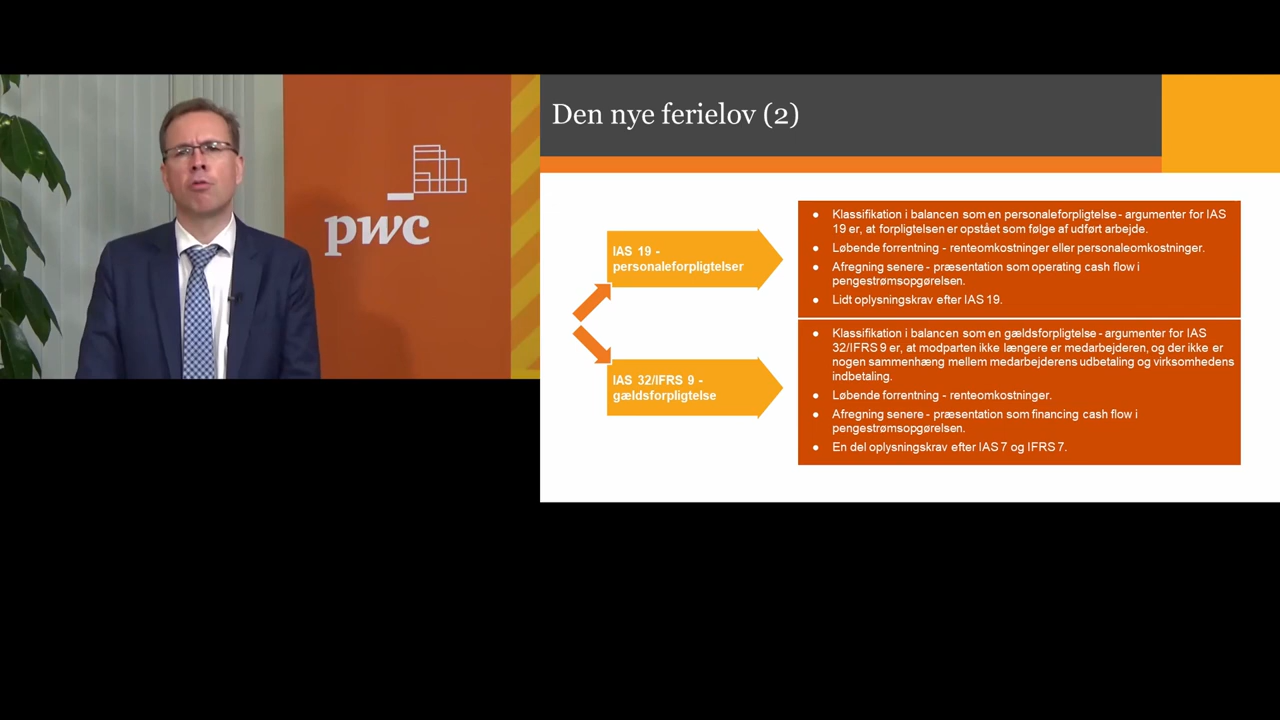 pwc
Den nye ferielov (2)
IAS 19 -
personaleforpligtelser
● Klassifikation i balancen som en personaleforpligtelse - argumenter for IAS
19 er, at forpligtelsen er opstået som følge af udført arbejde.
● Løbende forrentning - renteomkostninger eller personaleomkostninger.
● Afregning senere - præsentation som operating cash flow i
pengestrømsopgørelsen.
● Lidt oplysningskrav efter IAS 19.
IAS 32/IFRS 9 -
gældsforpligtelse
● Klassifikation i balancen som en gældsforpligtelse - argumenter for IAS
32/IFRS 9 er, at modparten ikke længere er medarbejderen, og der ikke er
nogen sammenhæng mellem medarbejderens udbetaling og virksomhedens
indbetaling.
● Løbende forrentning - renteomkostninger.
● Afregning senere - præsentation som financing cash flow i
pengestrømsopgørelsen.
● En del oplysningskrav efter IAS 7 og IFRS 7.